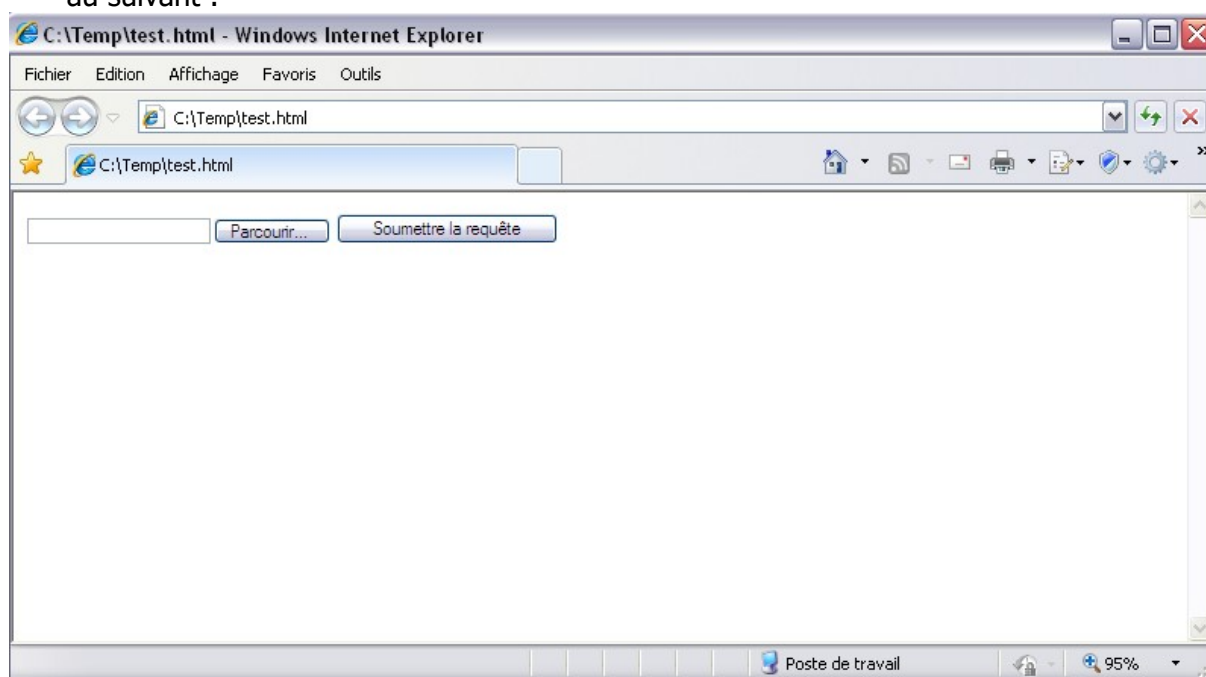 au suivant :
C:\Temp\test.html - Windows Internet Explorer
Fichier Edition Affichage Favoris Outils
C:\Temp\test.html
C:\Temp\test.html
Parcourir... Soumettre la requête
Poste de travail 95%